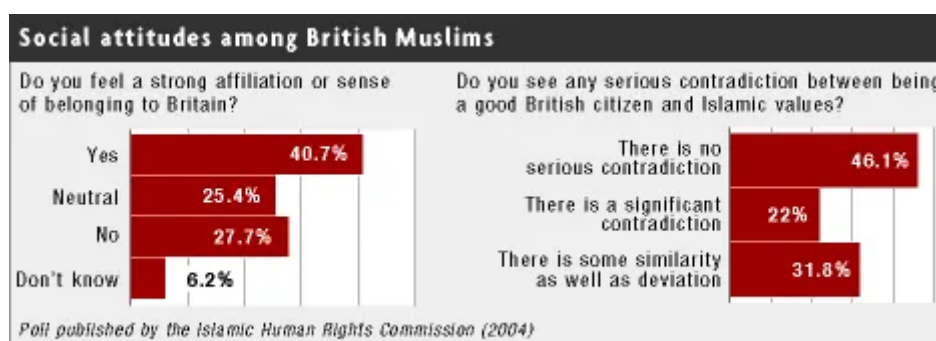 Social attitudes among British Muslims
Do you feel a strong affiliation or sense
of belonging to Britain?
Yes
40.7%
Neutral
25.4%
No
27.7%
Don't know
6.2%
Do you see any serious contradiction between being
a good British citizen and Islamic values?
There is no
serious contradiction
46.1%
There is a significant
contradiction
22%
There is some similarity
as well as deviation
31.8%
Poll published by the Islamic Human Rights Commission (2004)